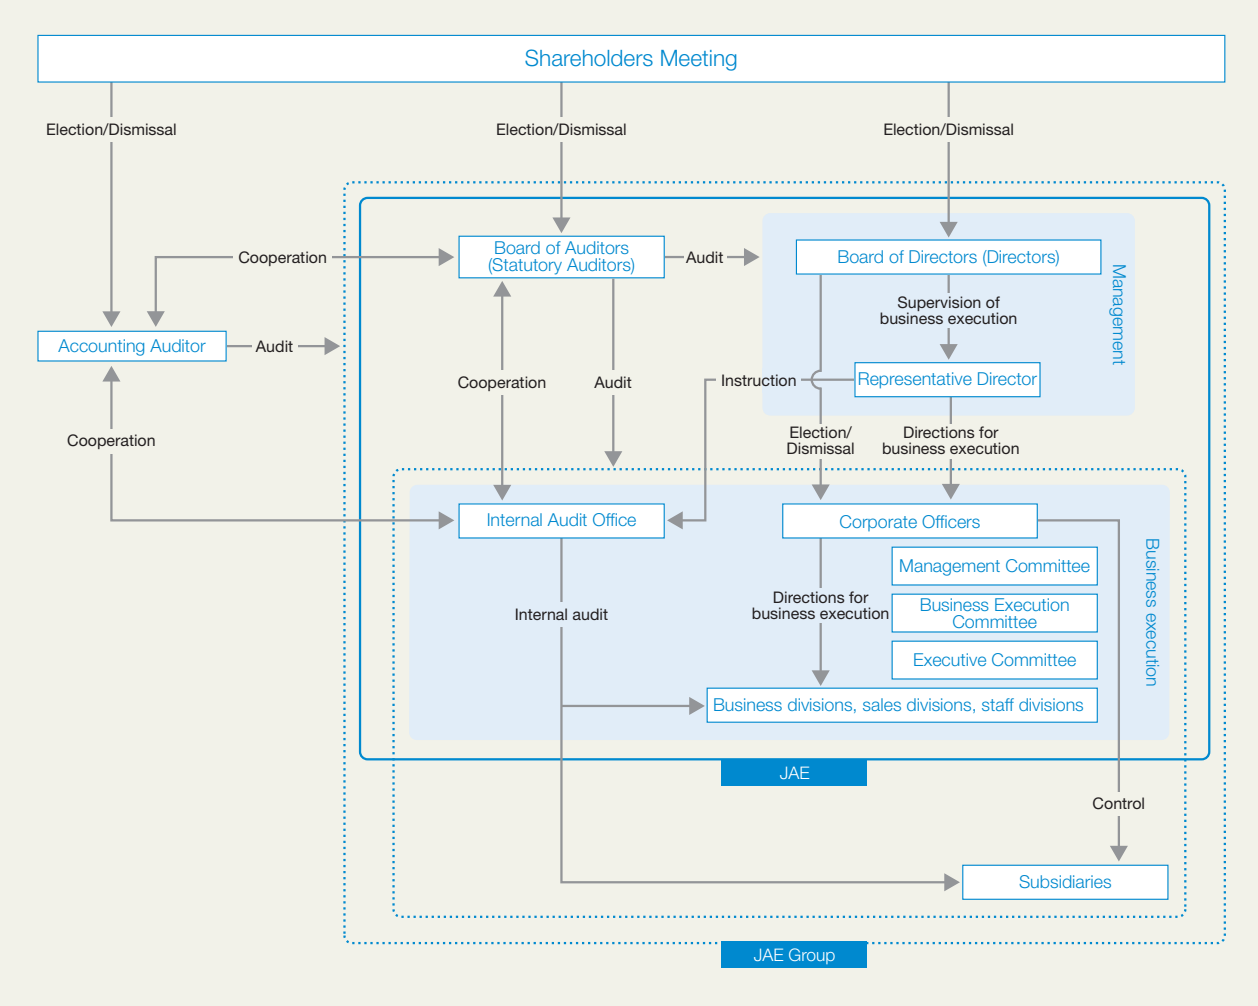 Shareholders Meeting
Election/Dismissal
Election/Dismissal
Election/Dismissal
Cooperation
Board of Auditors
(Statutory Auditors)
Audit
Board of Directors (Directors)
Management
Supervision of
business execution
Accounting Auditor
Audit
Cooperation
Audit
Instruction
Representative Director
Cooperation
Election/
Dismissal
Directions for
business execution
Internal Audit Office
Corporate Officers
Business execution
Management Committee
Directions for
business execution
Business Execution
Committee
Internal audit
Executive Committee
Business divisions, sales divisions, staff divisions
JAE
Control
Subsidiaries
JAE Group